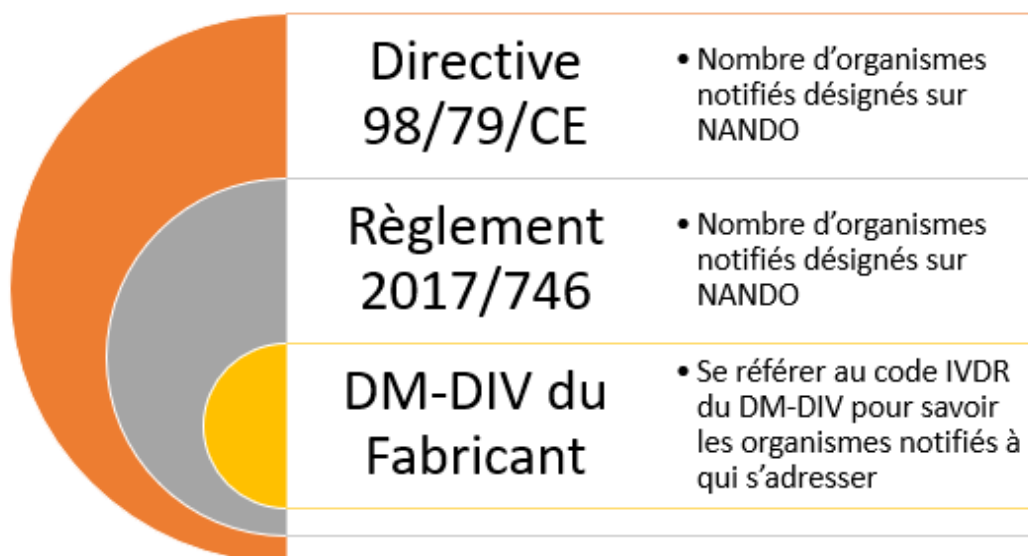 Directive
98/79/CE
• Nombre d’organismes
notifiés désignés sur
NANDO
Règlement
2017/746
• Nombre d’organismes
notifiés désignés sur
NANDO
DM-DIV du
Fabricant
• Se référer au code IVDR
du DM-DIV pour savoir
les organismes notifiés à
qui s’adresser